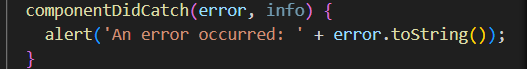 componentDidCatch(error, info) {
alert('An error occurred: ' + error.toString());
}